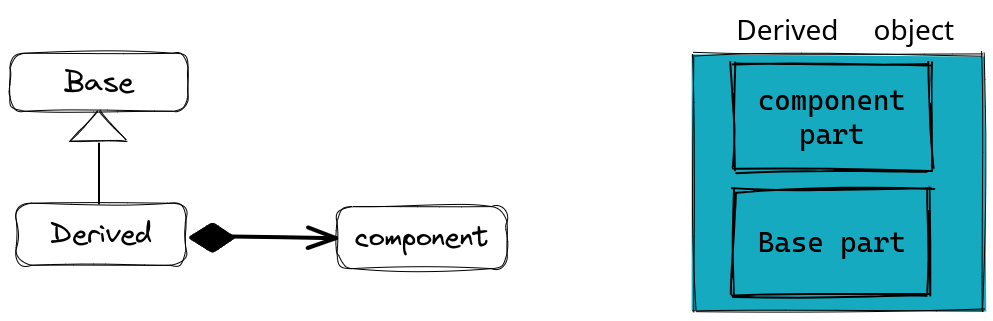 Base
Derived
component
Derived object
component
part
Base part